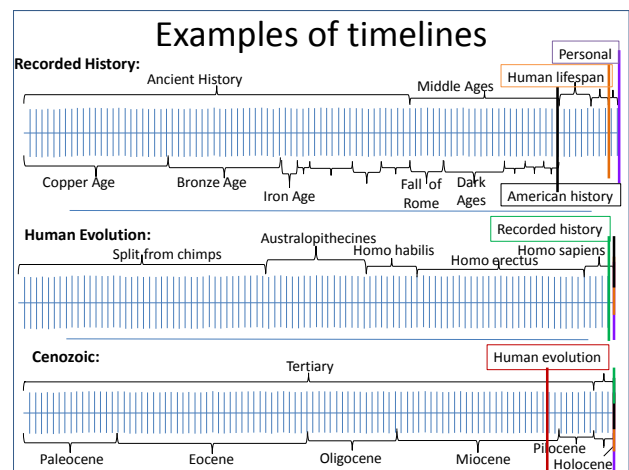 Examples of timelines
Personal
Recorded History:
Human lifespan
Ancient History
Middle Ages
Copper Age
Bronze Age
Iron Age
Fall of
Rome
Dark
Ages
American history
Recorded history
Human Evolution:
Australopithecines
Split from chimps
Homo habilis
Homo erectus
Homo sapiens
Cenozoic:
Human evolution
Tertiary
Paleocene
Eocene
Oligocene
Miocene
Pliocene
Holocene